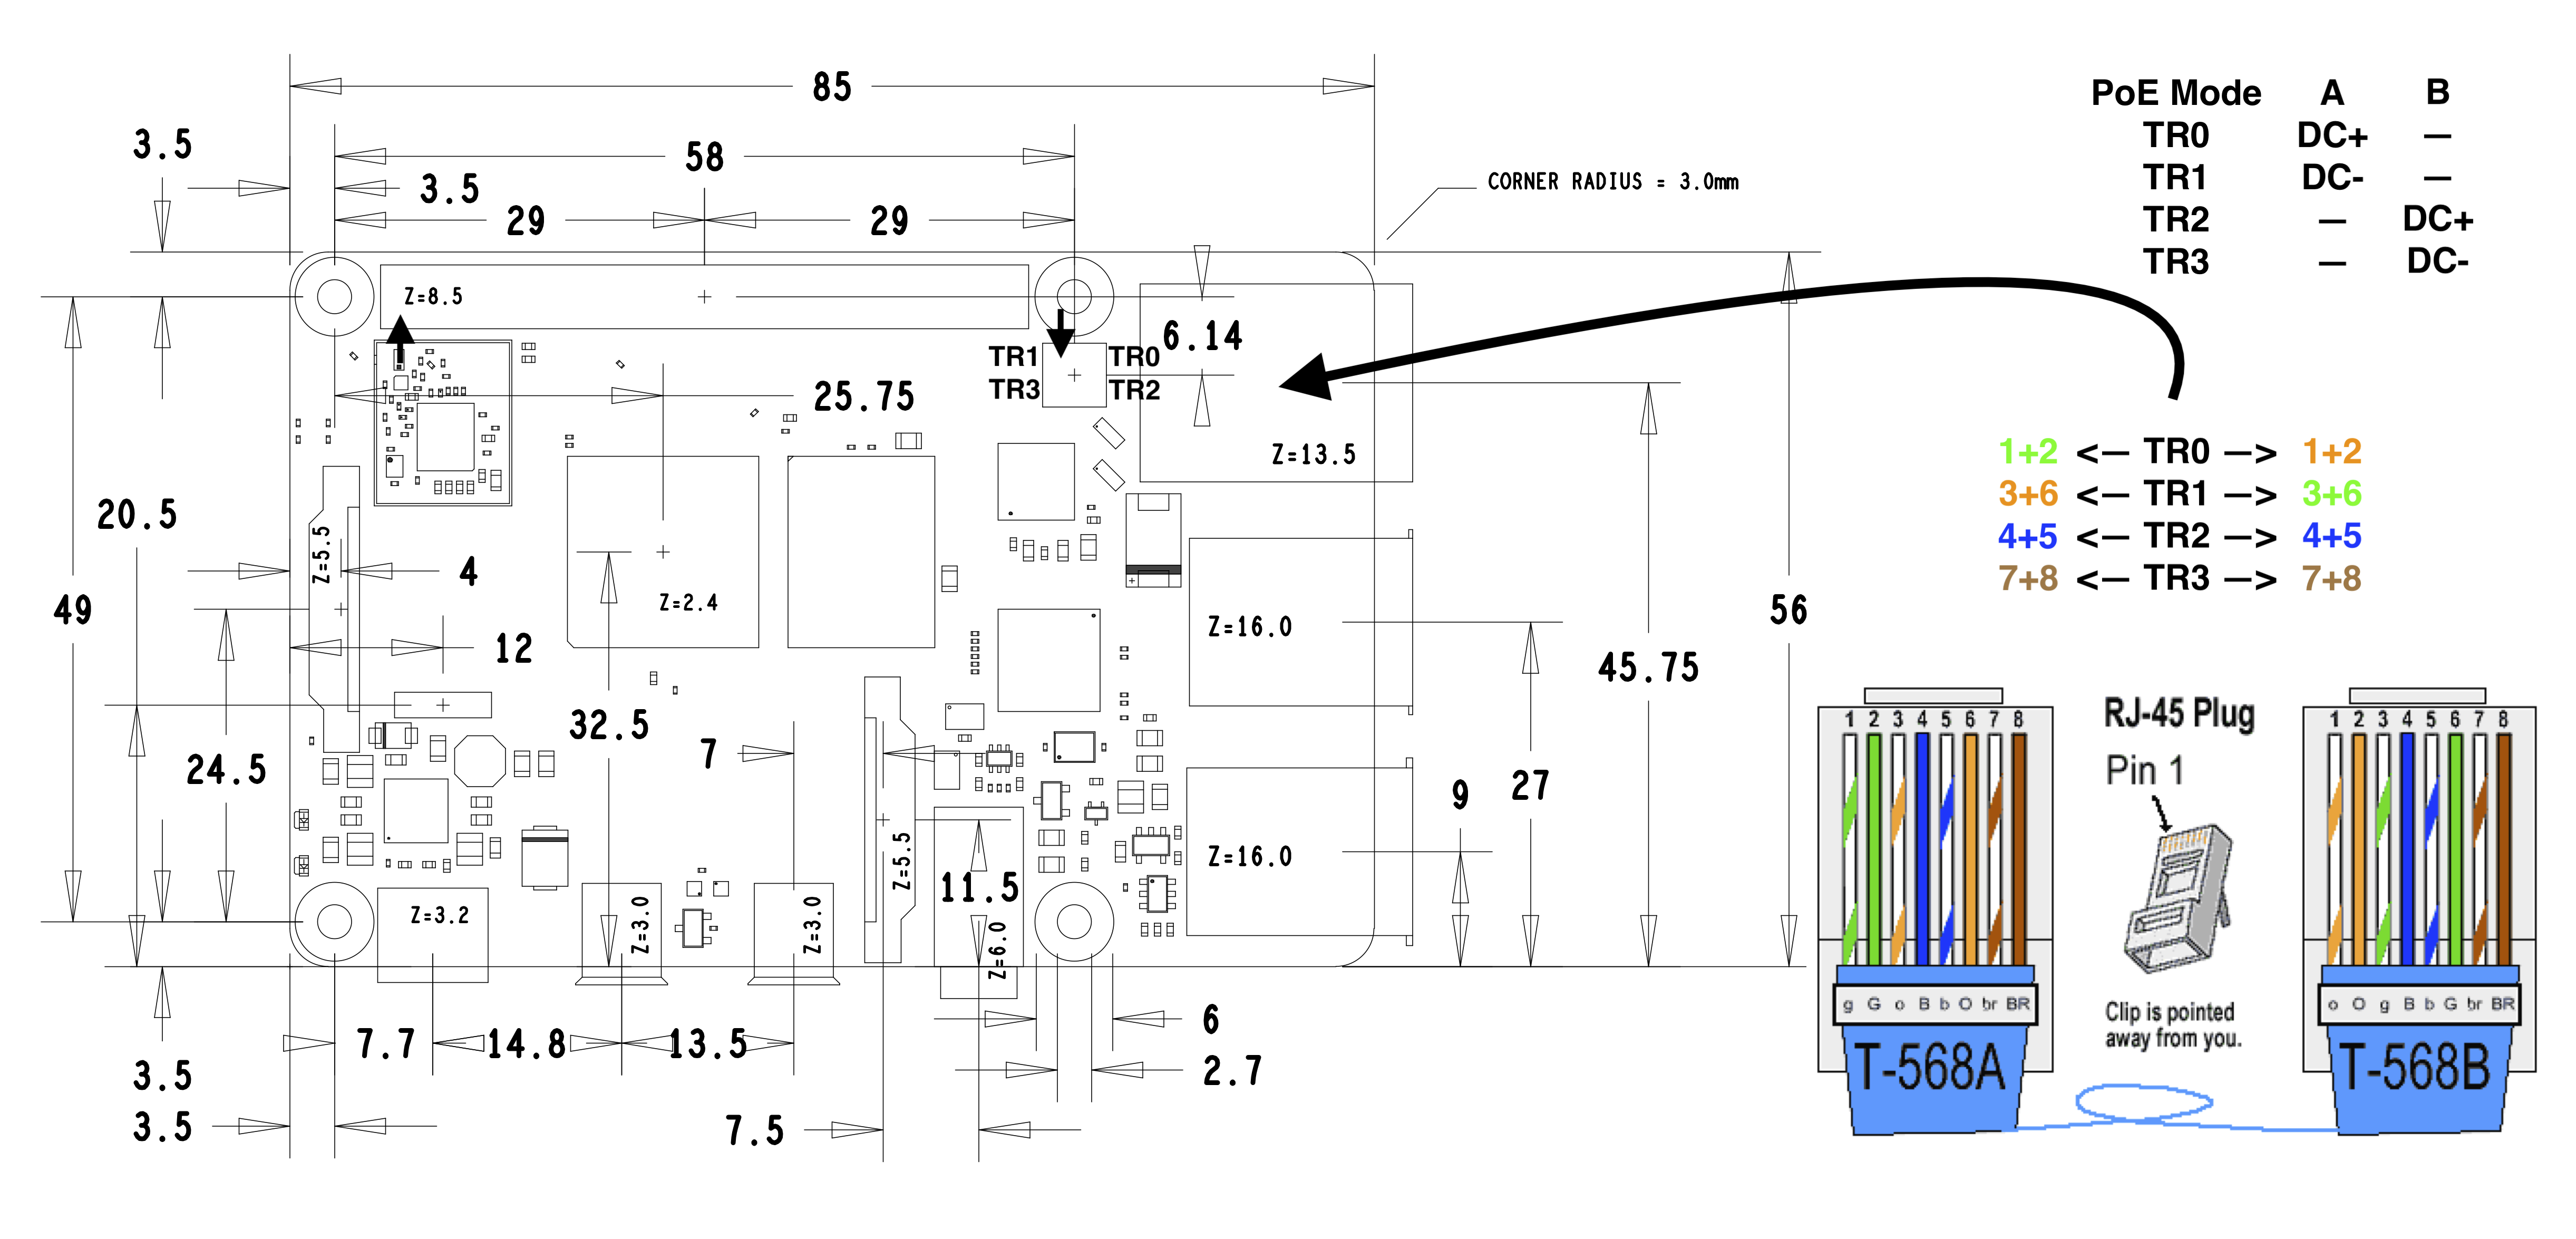 85
3.5
58
3.5
29
29
CORNER RADIUS = 3.0mm
PoE Mode A B
TR0 DC+ —
TR1 DC- —
TR2 — DC+
TR3 — DC-
Z=8.5
6.14
TR1 TR0
TR3 TR2
25.75
Z=13.5
1+2 <— TR0 —> 1+2
3+6 <— TR1 —> 3+6
4+5 <— TR2 —> 4+5
7+8 <— TR3 —> 7+8
20.5
Z=5.5
4
49
Z=2.4
Z=16.0
56
12
45.75
32.5
7
24.5
9
27
+
Z=5.5
Z=16.0
11.5
Z=3.2
Z=3.0
Z=3.0
Z=6.0
7.7
14.8
13.5
6
2.7
3.5
3.5
7.5
1 2 3 4 5 6 7 8
RJ-45 Plug
Pin 1
1 2 3 4 5 6 7 8
g G o B b O br BR
Clip is pointed
away from you.
o O g B b G br BR
T-568A
T-568B